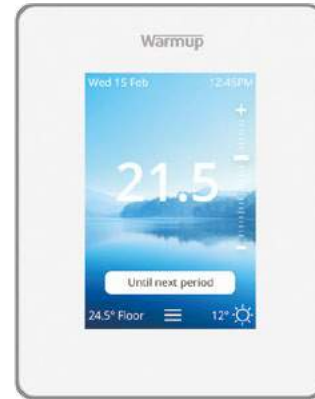 Warmup
Wed 15 Feb 12:45PM
+
21.5
Until next period
24.5° Floor 12°